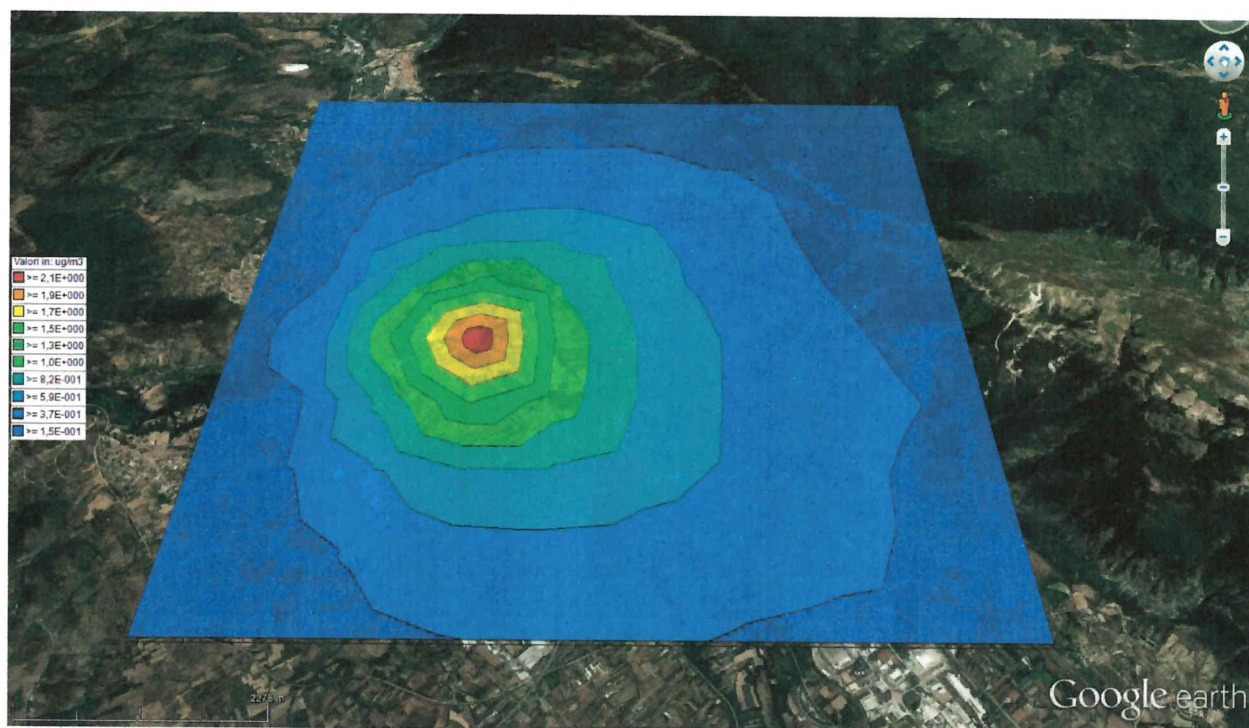 Valori in: ug/m3
>= 2,1E+000
>= 1,9E+000
>= 1,7E+000
>= 1,5E+000
>= 1,3E+000
>= 1,0E+000
>= 8,2E-001
>= 5,9E-001
>= 3,7E-001
>= 1,5E-001
2278 m
Google earth